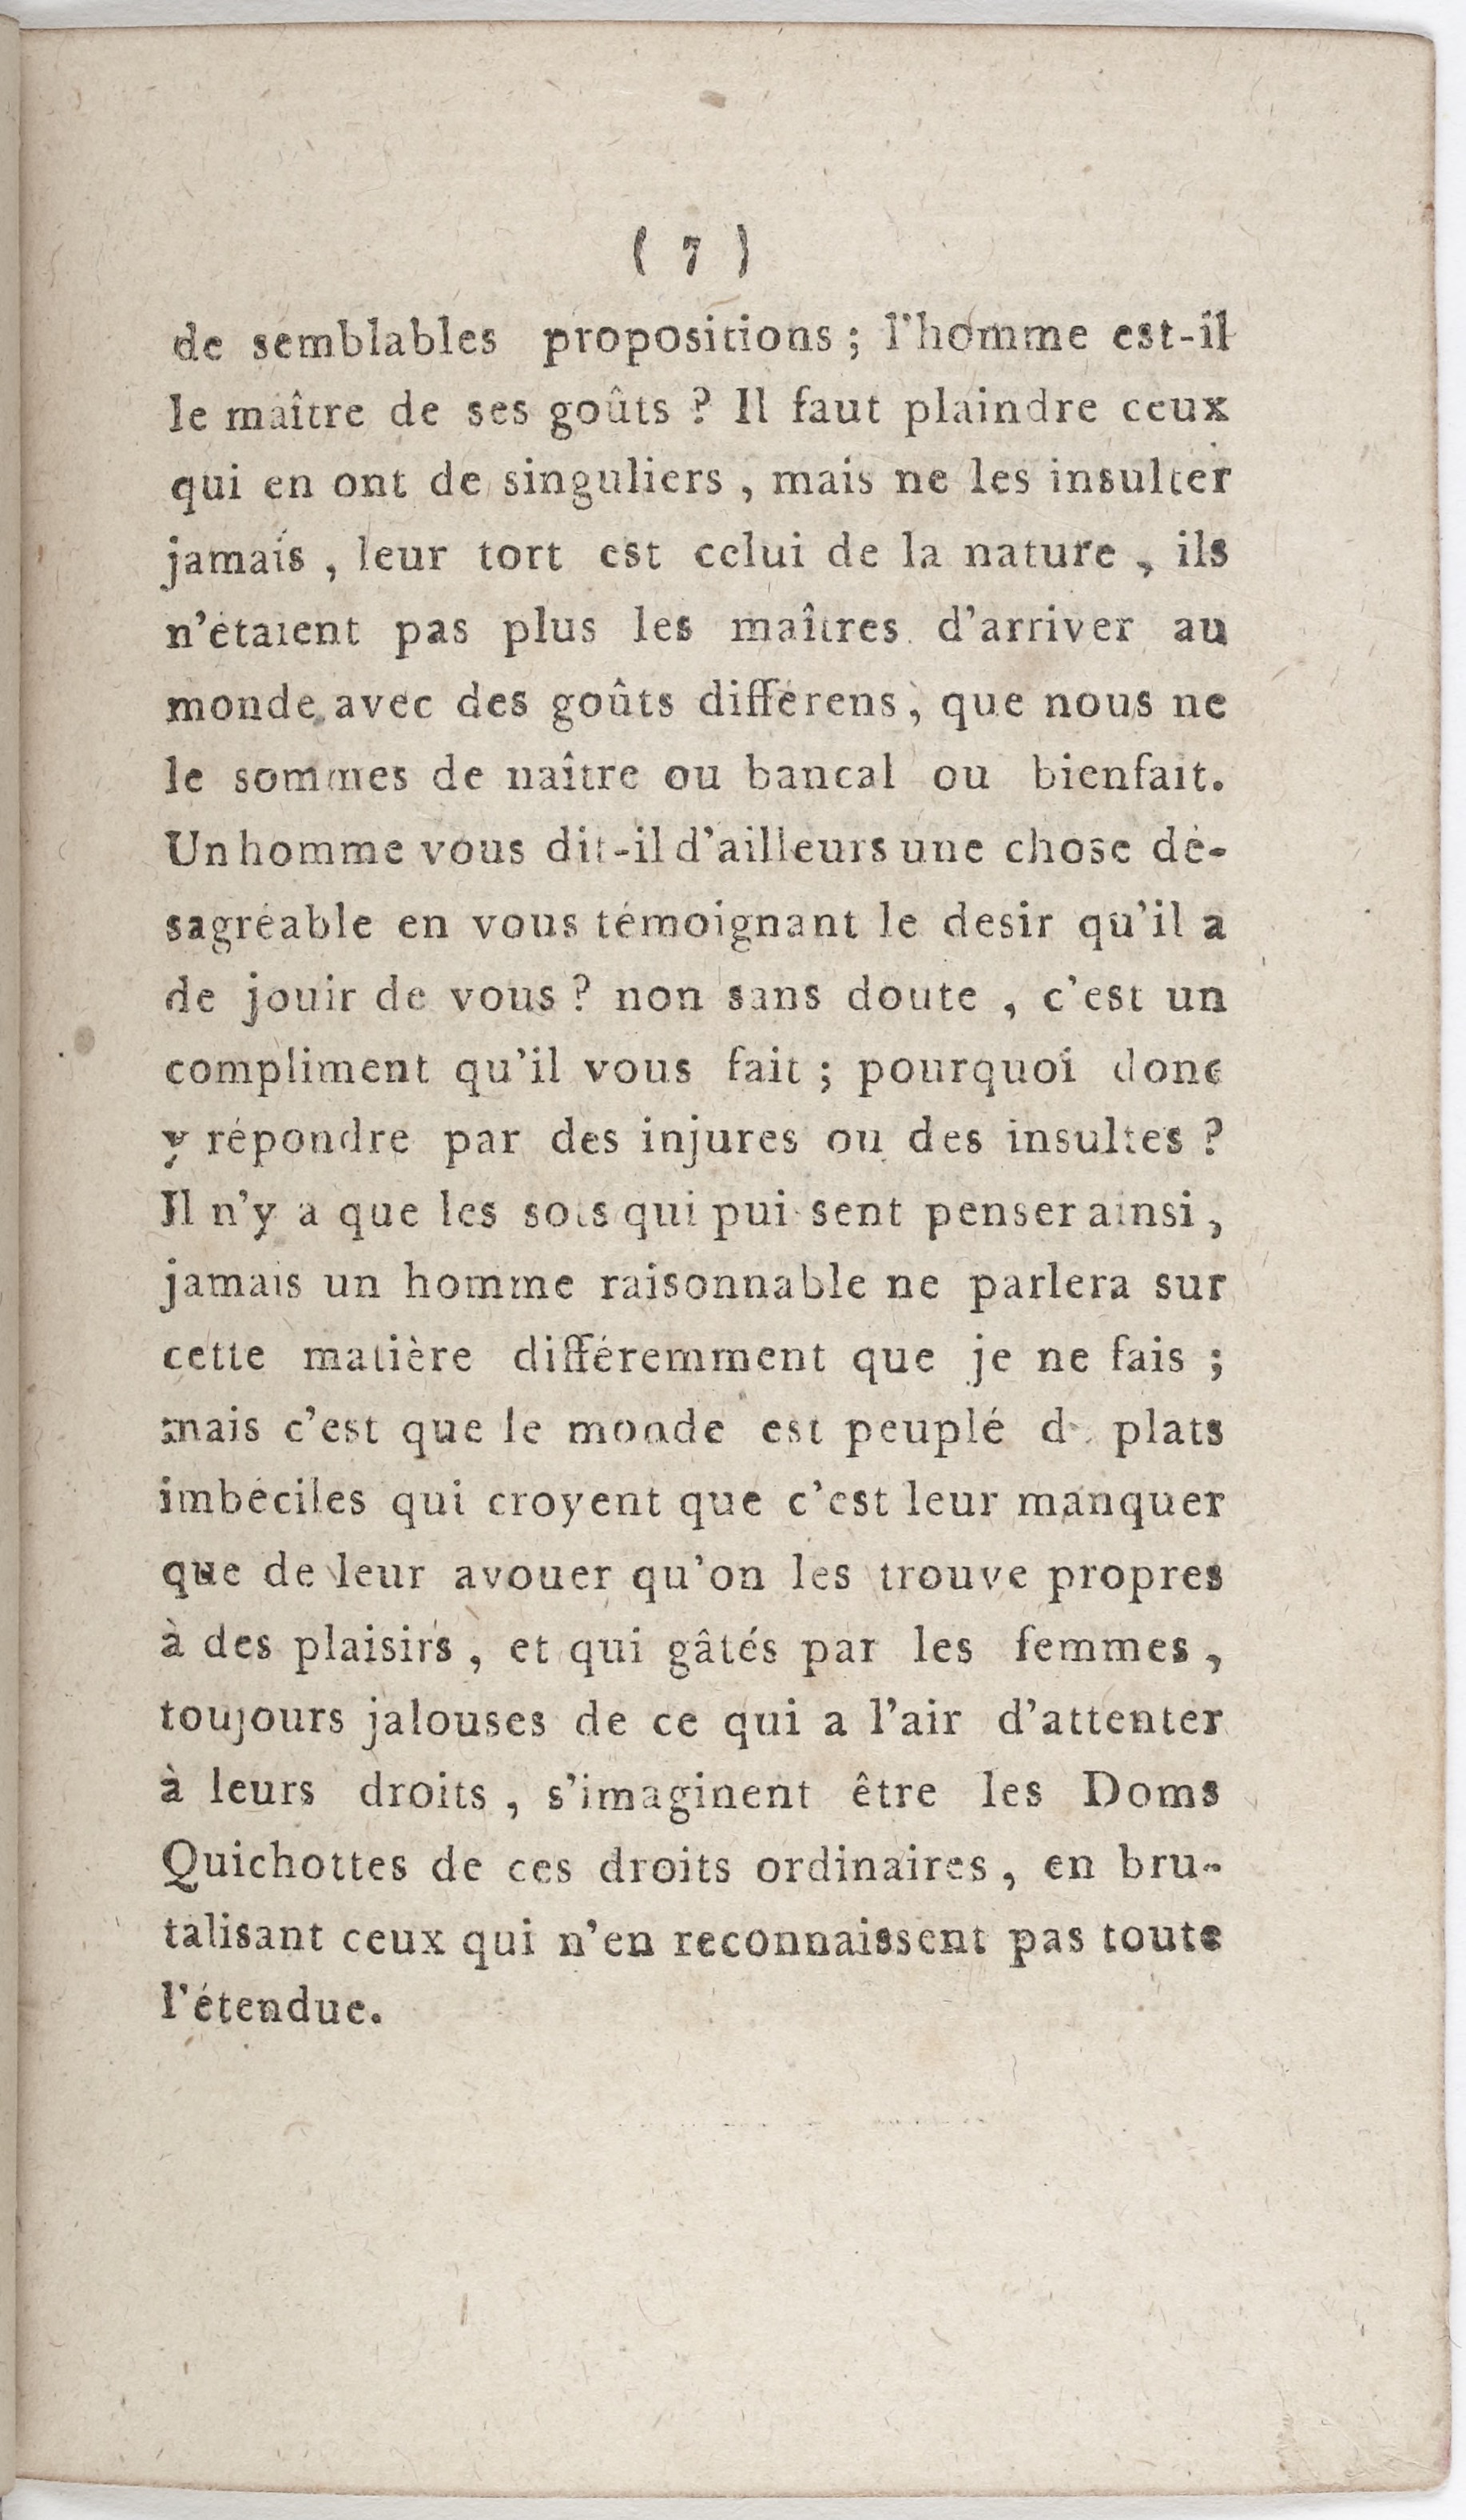 ( 7 )
de semblables propositions ; l'homme est-il
le maître de ses goûts ? Il faut plaindre ceux
qui en ont de singuliers , mais ne les insulter
jamais , leur tort est celui de la nature , ils
n'étaient pas plus les maîtres d'arriver au
monde avec des goûts différens, que nous ne
le sommes de naître ou bancal ou bienfait.
Un homme vous dit-il d'ailleurs une chose dé-
sagréable en vous témoignant le desir qu'il a
de jouir de vous ? non sans doute , c'est un
compliment qu'il vous fait ; pourquoi donc
y répondre par des injures ou des insultes ?
Il n'y a que les sots qui pui sent penser ainsi ,
jamais un homme raisonnable ne parlera sur
cette matière différemment que je ne fais ;
mais c'est que le monde est peuplé de plats
imbéciles qui croyent que c'est leur manquer
que de leur avouer qu'on les trouve propres
à des plaisirs , et qui gâtés par les femmes ,
toujours jalouses de ce qui a l'air d'attenter
à leurs droits , s'imaginent être les Doms
Quichottes de ces droits ordinaires , en bru-
talisant ceux qui n'en reconnaissent pas toute
l'étendue.